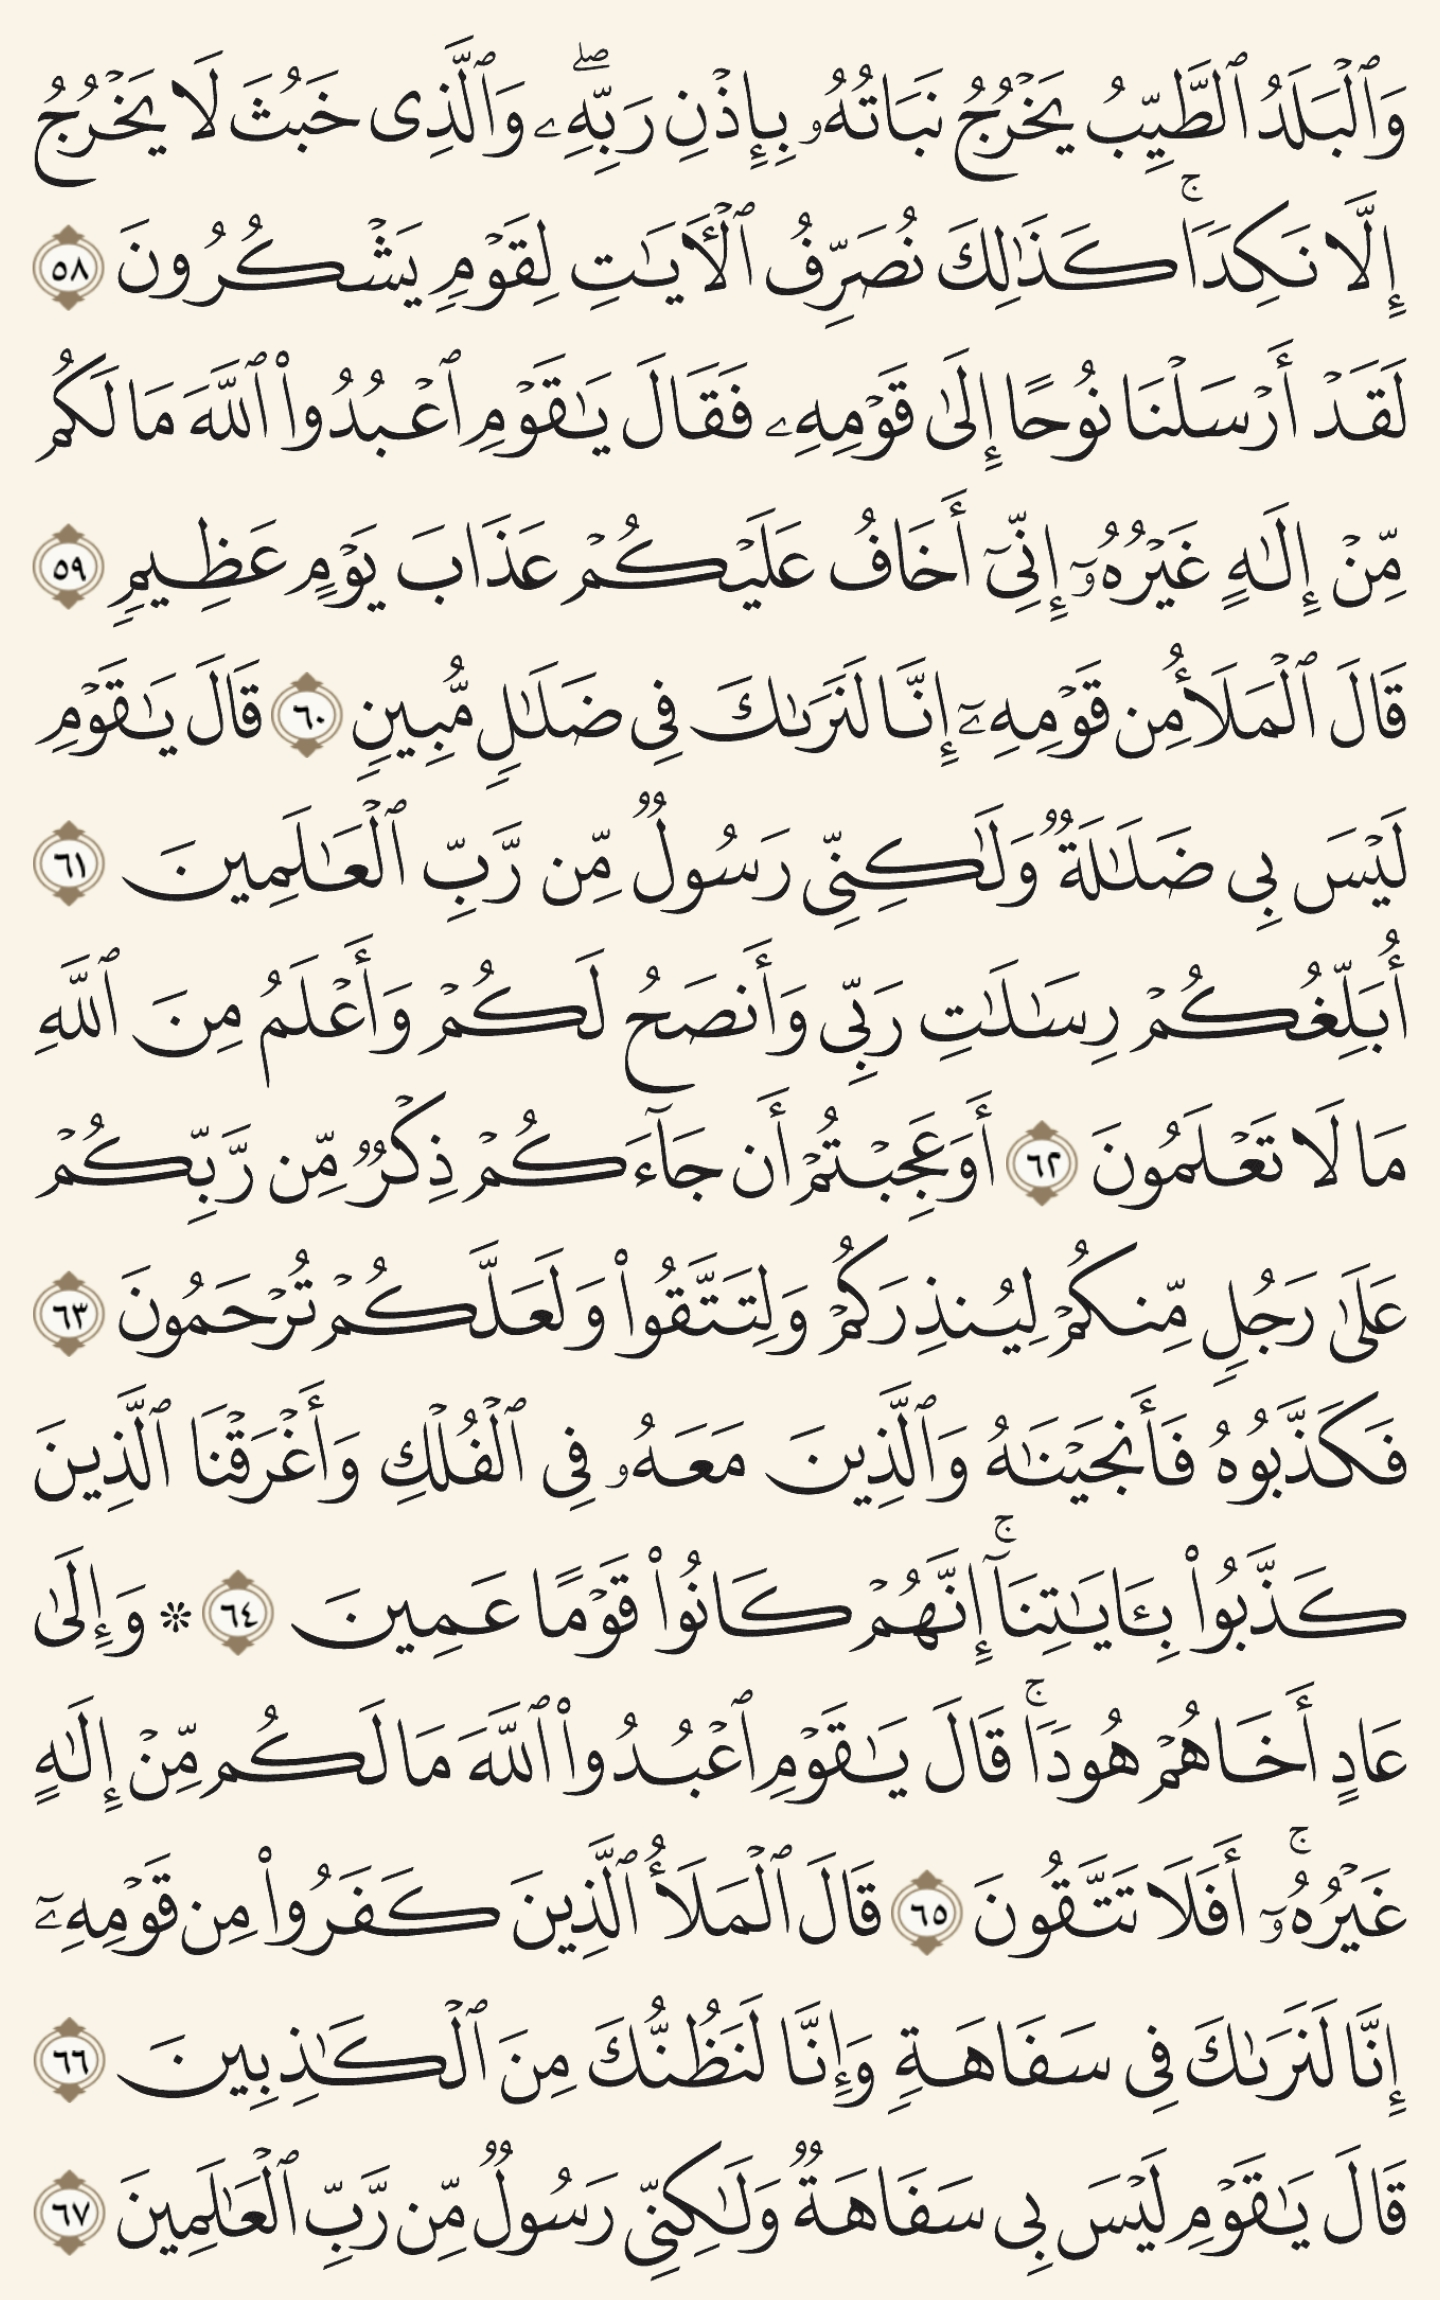 وَٱلۡبَلَدُ ٱلطَّيِّبُ يَخۡرُجُ نَبَاتُهُۥ بِإِذۡنِ رَبِّهِۦۖ وَٱلَّذِي خَبُثَ لَا يَخۡرُجُ
إِلَّا نَكِدٗاۚ كَذَٰلِكَ نُصَرِّفُ ٱلۡأٓيَٰتِ لِقَوۡمٖ يَشۡكُرُونَ ٥٨
لَقَدۡ أَرۡسَلۡنَا نُوحًا إِلَىٰ قَوۡمِهِۦ فَقَالَ يَٰقَوۡمِ ٱعۡبُدُواْ ٱللَّهَ مَا لَكُم
مِّنۡ إِلَٰهٍ غَيۡرُهُۥٓ إِنِّيٓ أَخَافُ عَلَيۡكُمۡ عَذَابَ يَوۡمٍ عَظِيمٖ ٥٩
قَالَ ٱلۡمَلَأُ مِن قَوۡمِهِۦٓ إِنَّا لَنَرَىٰكَ فِي ضَلَٰلٖ مُّبِينٖ ٦٠ قَالَ يَٰقَوۡمِ
لَيۡسَ بِي ضَلَٰلَةٞ وَلَٰكِنِّي رَسُولٞ مِّن رَّبِّ ٱلۡعَٰلَمِينَ ٦١
أُبَلِّغُكُمۡ رِسَٰلَٰتِ رَبِّي وَأَنصَحُ لَكُمۡ وَأَعۡلَمُ مِنَ ٱللَّهِ
مَا لَا تَعۡلَمُونَ ٦٢ أَوَعَجِبۡتُمۡ أَن جَآءَكُمۡ ذِكۡرٞ مِّن رَّبِّكُمۡ
عَلَىٰ رَجُلٖ مِّنكُمۡ لِيُنذِرَكُمۡ وَلِتَتَّقُواْ وَلَعَلَّكُمۡ تُرۡحَمُونَ ٦٣
فَكَذَّبُوهُ فَأَنجَيۡنَٰهُ وَٱلَّذِينَ مَعَهُۥ فِي ٱلۡفُلۡكِ وَأَغۡرَقۡنَا ٱلَّذِينَ
كَذَّبُواْ بِـَٔايَٰتِنَآۚ إِنَّهُمۡ كَانُواْ قَوۡمًا عَمِينَ ٦٤ ۞ وَإِلَىٰ
عَادٍ أَخَاهُمۡ هُودٗاۚ قَالَ يَٰقَوۡمِ ٱعۡبُدُواْ ٱللَّهَ مَا لَكُم مِّنۡ إِلَٰهٍ
غَيۡرُهُۥٓۚ أَفَلَا تَتَّقُونَ ٦٥ قَالَ ٱلۡمَلَأُ ٱلَّذِينَ كَفَرُواْ مِن قَوۡمِهِۦٓ
إِنَّا لَنَرَىٰكَ فِي سَفَاهَةٖ وَإِنَّا لَنَظُنُّكَ مِنَ ٱلۡكَٰذِبِينَ ٦٦
قَالَ يَٰقَوۡمِ لَيۡسَ بِي سَفَاهَةٞ وَلَٰكِنِّي رَسُولٞ مِّن رَّبِّ ٱلۡعَٰلَمِينَ ٦٧